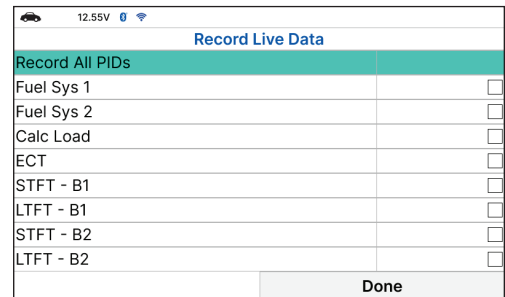 12.55V
Record Live Data
Record All PIDs
Fuel Sys 1
Fuel Sys 2
Calc Load
ECT
STFT - B1
LTFT - B1
STFT - B2
LTFT - B2
Done